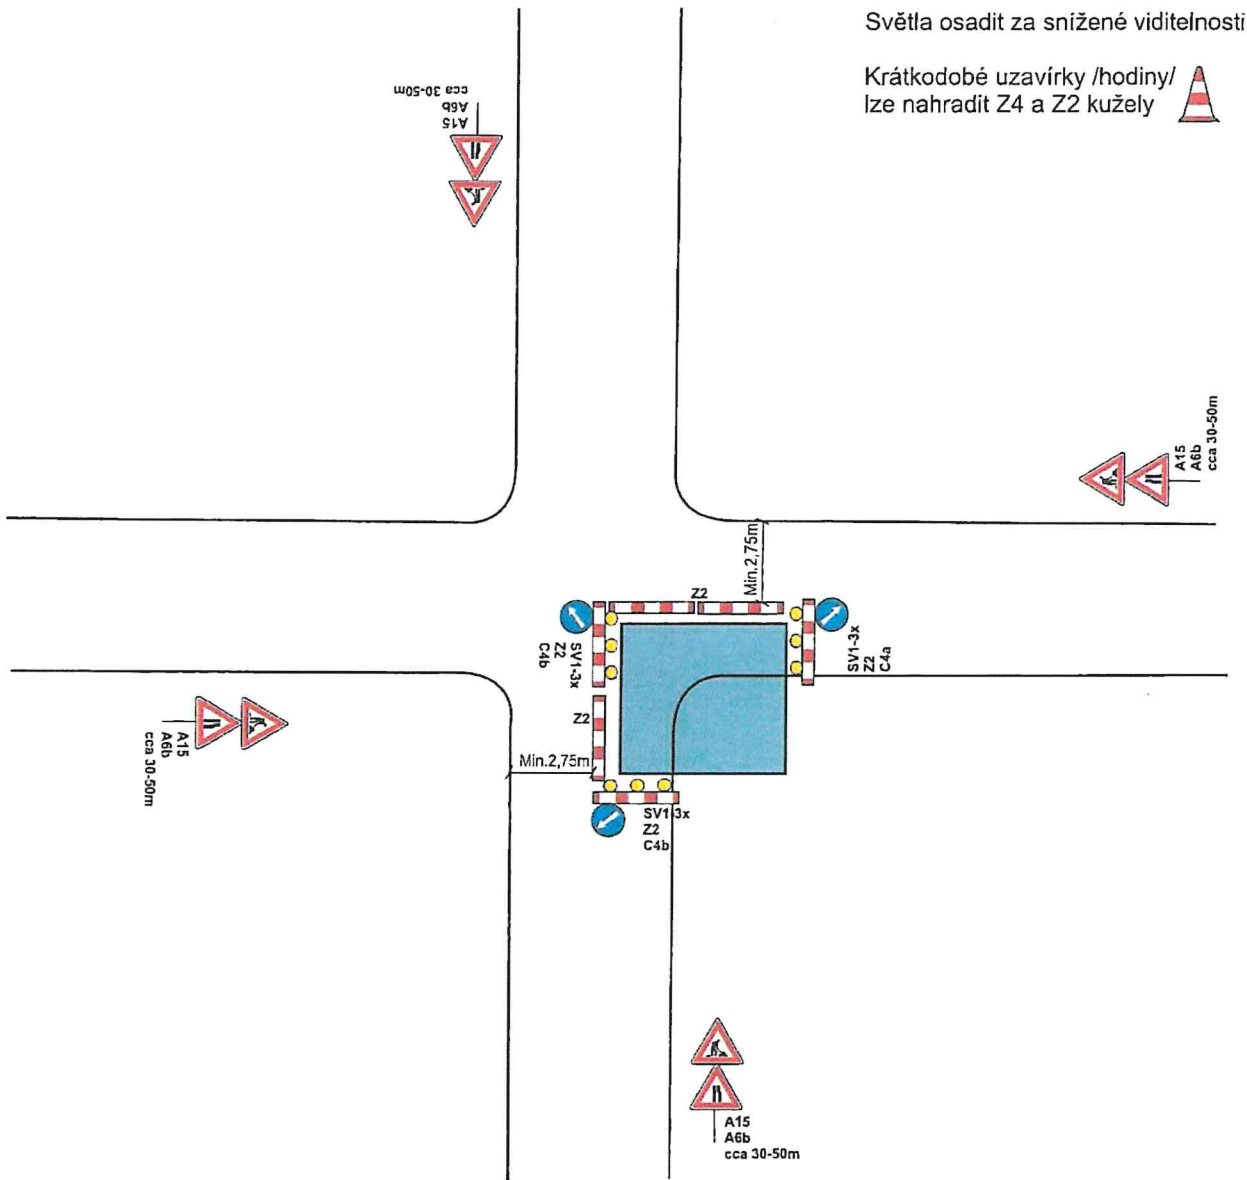 Světla osadit za snížené viditelnosti
Krátkodobé uzavírky /hodiny/
lze nahradit Z4 a Z2 kužely
A15
A6b
cca 30-50m
A15
A6b
cca 30-50m
Min.2,75m
Z2
SV1-3x
Z2
C4b
SV1-3x
Z2
C4a
Z2
A15
A6b
cca 30-50m
Min.2,75m
SV1-3x
Z2
C4b
A15
A6b
cca 30-50m